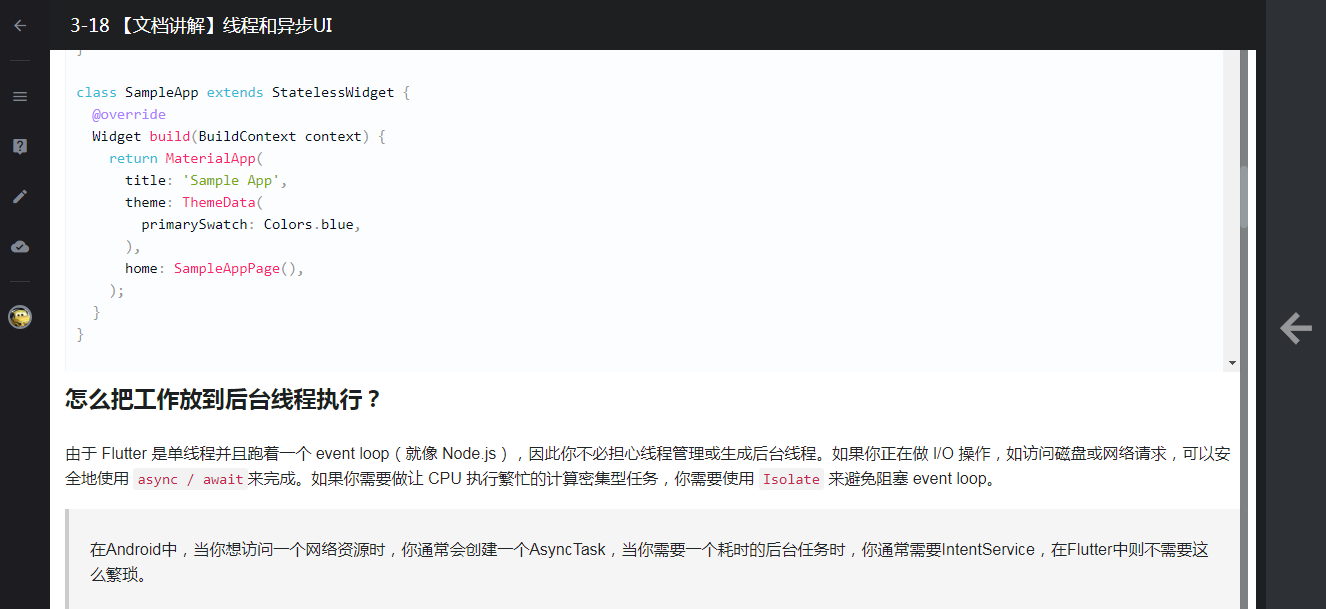 3-18 【文档讲解】线程和异步UI
}
class SampleApp extends StatelessWidget {
@override
Widget build(BuildContext context) {
return MaterialApp(
title: 'Sample App',
theme: ThemeData(
primarySwatch: Colors.blue,
),
home: SampleAppPage(),
);
}
}
怎么把工作放到后台线程执行？
由于 Flutter 是单线程并且跑着一个 event loop（就像 Node.js），因此你不必担心线程管理或生成后台线程。如果你正在做 I/O 操作，如访问磁盘或网络请求，可以安
全地使用 async / await 来完成。如果你需要做让 CPU 执行繁忙的计算密集型任务，你需要使用 Isolate 来避免阻塞 event loop。
在Android中，当你想访问一个网络资源时，你通常会创建一个AsyncTask，当你需要一个耗时的后台任务时，你通常需要IntentService，在Flutter中则不需要这
么繁琐。